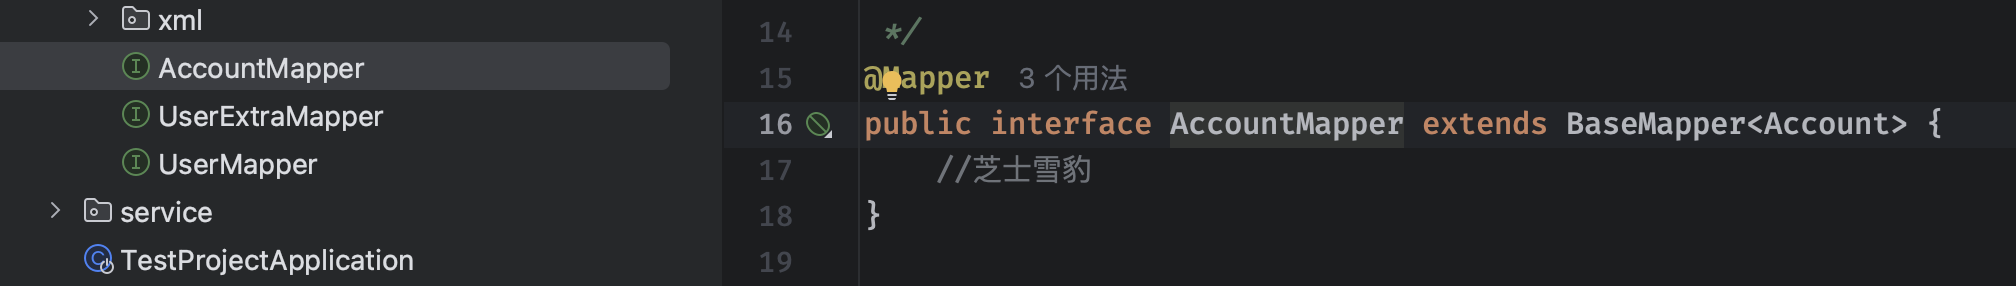 xml
AccountMapper
UserExtraMapper
UserMapper
service
TestProjectApplication
14 */
15 @Mapper 3 个用法
16 public interface AccountMapper extends BaseMapper<Account> {
17 //芝士雪豹
18 }
19